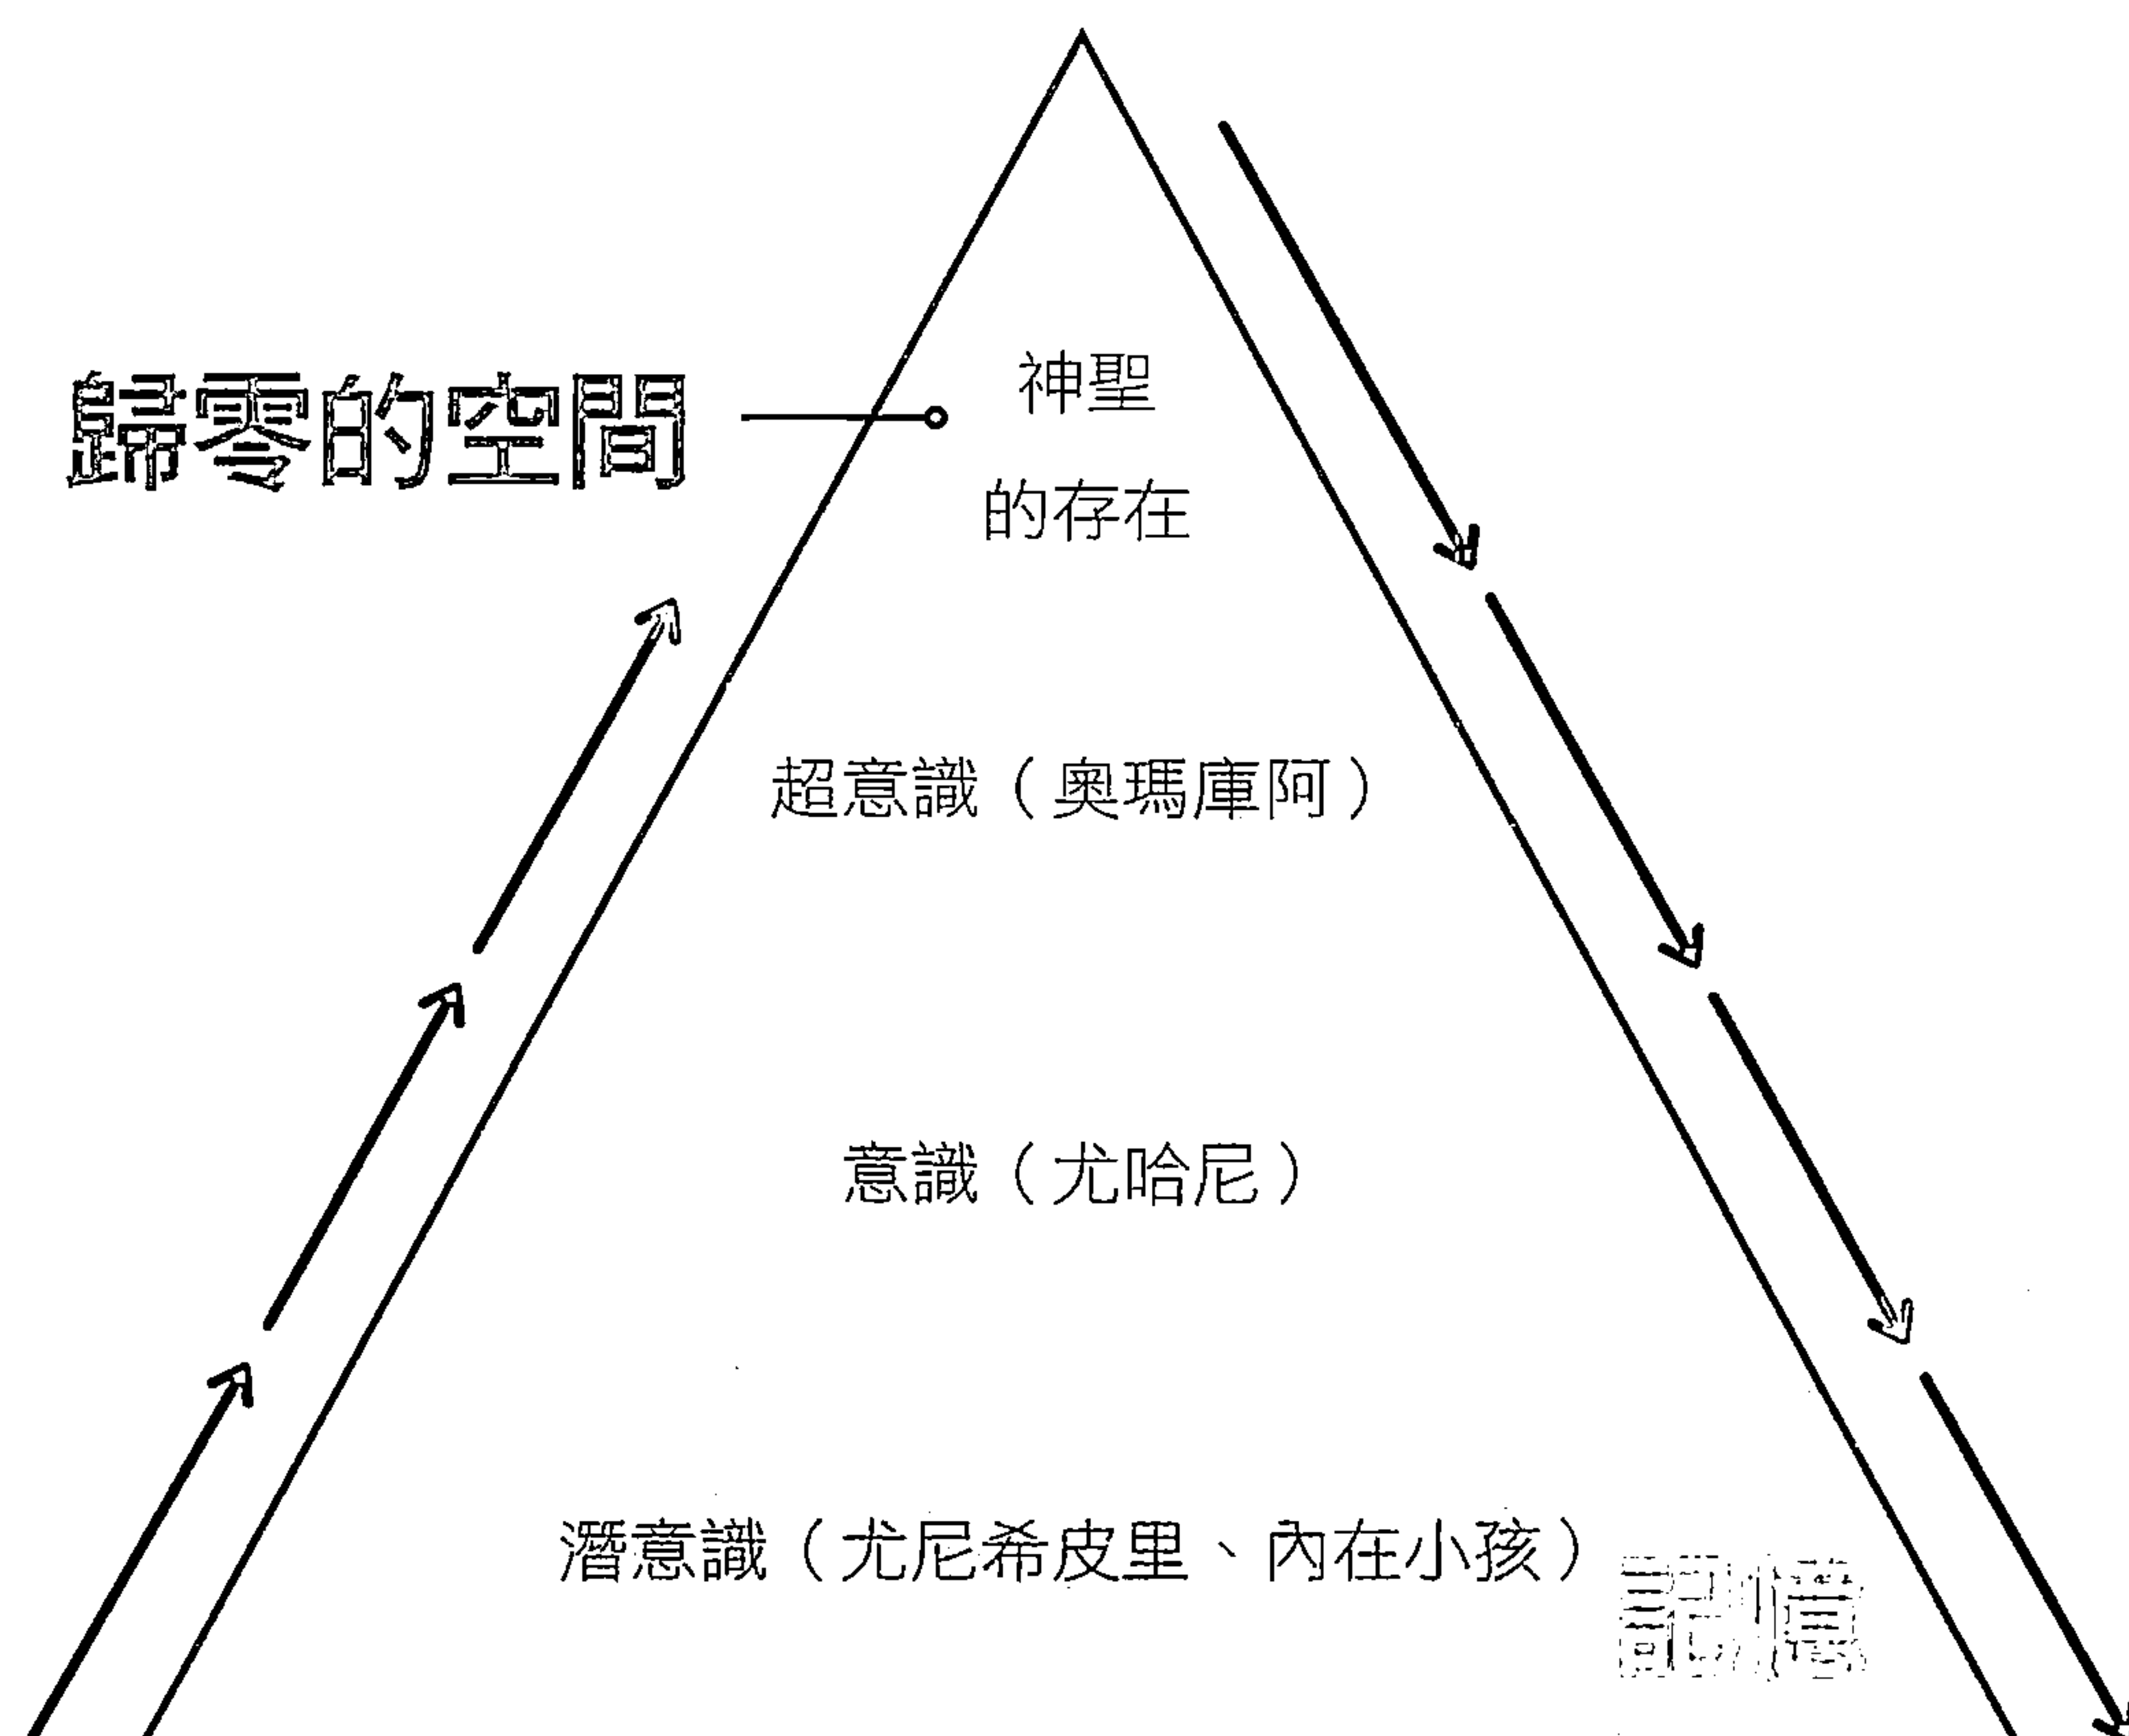 神聖
歸零的空間
的存在
超意識（奧瑪庫阿）
意識（尤哈尼）
潛意識（尤尼希皮里、內在小孩）
記憶